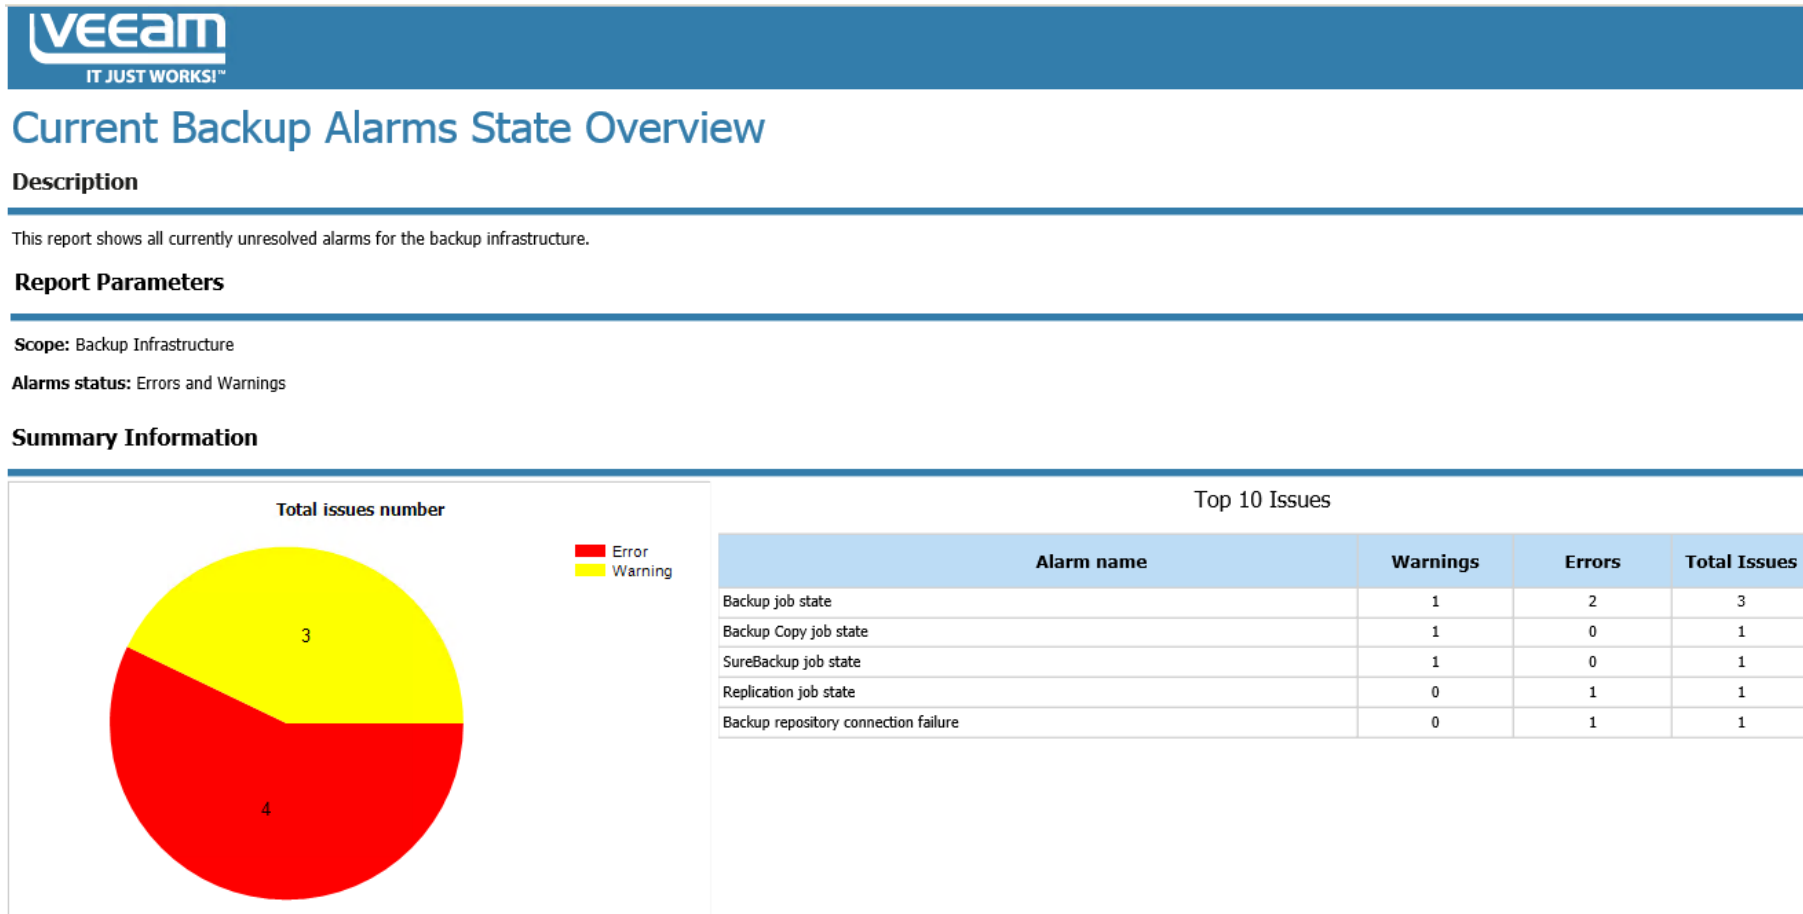 veeam
IT JUST WORKS!™
Current Backup Alarms State Overview
Description
This report shows all currently unresolved alarms for the backup infrastructure.
Report Parameters
Scope: Backup Infrastructure
Alarms status: Errors and Warnings
Summary Information
Total issues number
Error
Warning
3
4
Top 10 Issues
Alarm name Warnings Errors Total Issues
Backup job state 1 2 3
Backup Copy job state 1 0 1
SureBackup job state 1 0 1
Replication job state 0 1 1
Backup repository connection failure 0 1 1